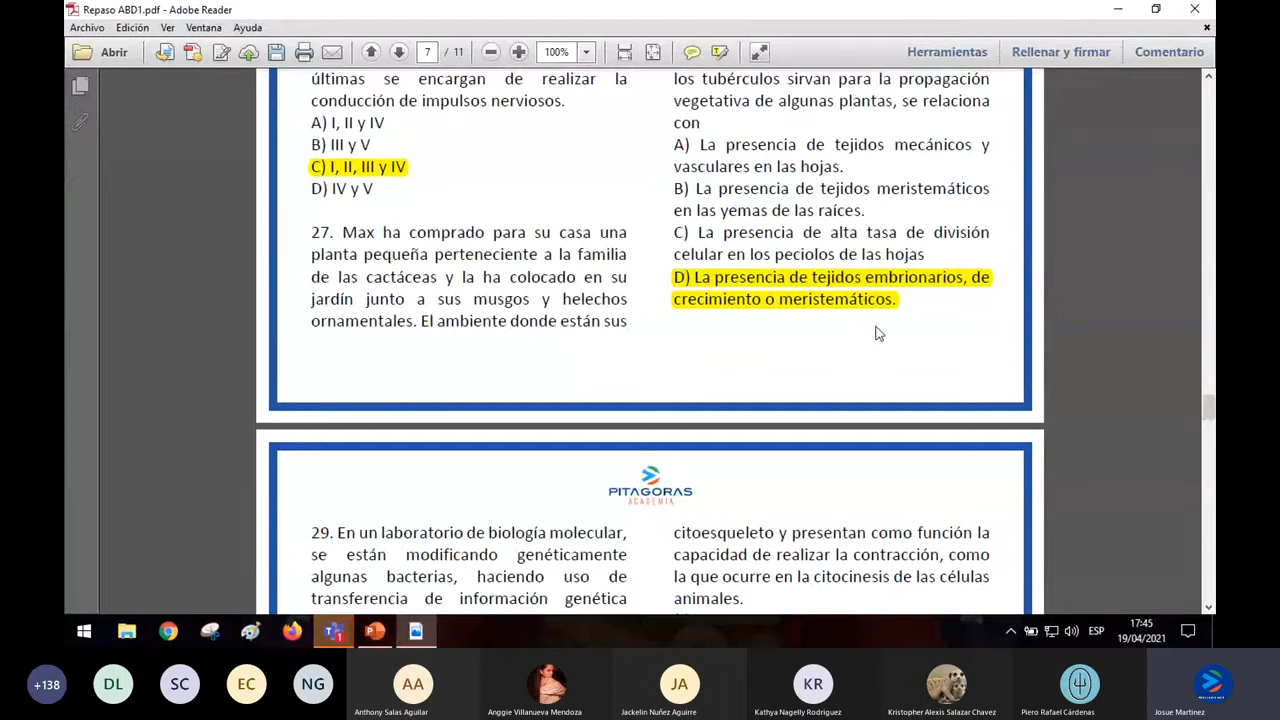 Repaso ABD1.pdf - Adobe Reader
Archivo Edición Ver Ventana Ayuda
Abrir 7 / 11 100% Herramientas Rellenar y firmar Comentario
últimas se encargan de realizar la
conducción de impulsos nerviosos.
A) I, II y IV
B) III y V
C) I, II, III y IV
D) IV y V
27. Max ha comprado para su casa una
planta pequeña perteneciente a la familia
de las cactáceas y la ha colocado en su
jardín junto a sus musgos y helechos
ornamentales. El ambiente donde están sus
los tubérculos sirvan para la propagación
vegetativa de algunas plantas, se relaciona
con
A) La presencia de tejidos mecánicos y
vasculares en las hojas.
B) La presencia de tejidos meristemáticos
en las yemas de las raíces.
C) La presencia de alta tasa de división
celular en los peciolos de las hojas
D) La presencia de tejidos embrionarios, de
crecimiento o meristemáticos.
PITAGORAS
ACADEMIA
29. En un laboratorio de biología molecular,
se están modificando genéticamente
algunas bacterias, haciendo uso de
transferencia de información genética
citoesqueleto y presentan como función la
capacidad de realizar la contracción, como
la que ocurre en la citocinesis de las células
animales.
1
ESP
17:45
19/04/2021
+138 DL SC EC NG AA JA KR
Anthony Salas Aguilar Anggie Villanueva Mendoza Jackelin Nuñez Aguirre Kathya Nagelly Rodriguez Kristopher Alexis Salazar Chavez Piero Rafael Cárdenas Josue Martinez